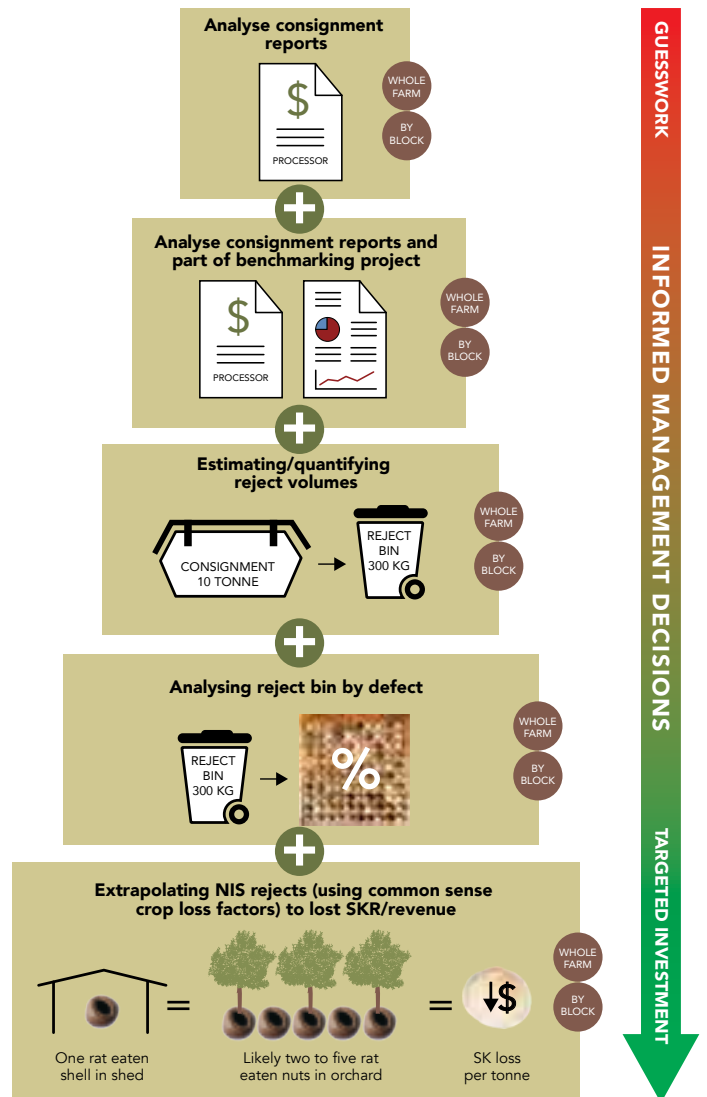 Analyse consignment
reports
$
PROCESSOR
WHOLE
FARM
BY
BLOCK
Analyse consignment reports and
part of benchmarking project
$
PROCESSOR
WHOLE
FARM
BY
BLOCK
Estimating/quantifying
reject volumes
CONSIGNMENT
10 TONNE
REJECT
BIN
300 KG
WHOLE
FARM
BY
BLOCK
Analysing reject bin by defect
REJECT
BIN
300 KG
%
WHOLE
FARM
BY
BLOCK
Extrapolating NIS rejects (using common sense
crop loss factors) to lost SKR/revenue
=
=
$
One rat eaten
shell in shed
Likely two to five rat
eaten nuts in orchard
SK loss
per tonne
WHOLE
FARM
BY
BLOCK
GUESSWORK
INFORMED MANAGEMENT DECISIONS
TARGETED INVESTMENT